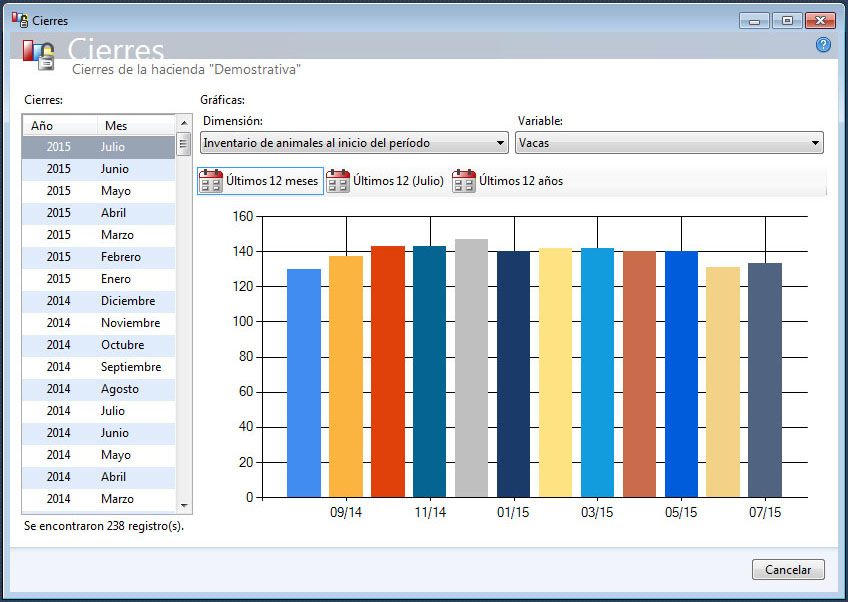 Cierres
Cierres
Cierres de la hacienda "Demostrativa"
Cierres:
Año Mes
2015 Julio
2015 Junio
2015 Mayo
2015 Abril
2015 Marzo
2015 Febrero
2015 Enero
2014 Diciembre
2014 Noviembre
2014 Octubre
2014 Septiembre
2014 Agosto
2014 Julio
2014 Junio
2014 Mayo
2014 Abril
2014 Marzo
Se encontraron 238 registro(s).
Gráficas:
Dimensión: Variable:
Inventario de animales al inicio del período Vacas
Últimos 12 meses Últimos 12 (Julio) Últimos 12 años
160
140
120
100
80
60
40
20
0
09/14 11/14 01/15 03/15 05/15 07/15
Cancelar